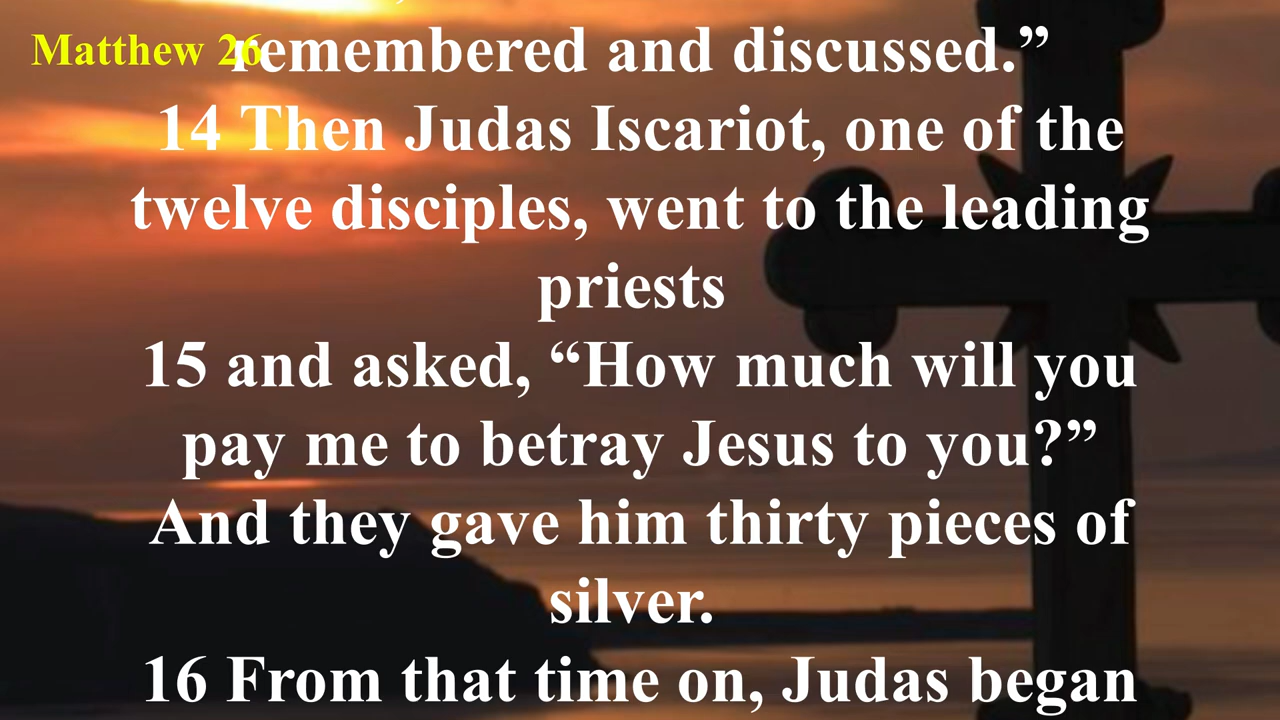 Matthew 26
remembered and discussed.”
14 Then Judas Iscariot, one of the
twelve disciples, went to the leading
priests
15 and asked, “How much will you
pay me to betray Jesus to you?”
And they gave him thirty pieces of
silver.
16 From that time on, Judas began